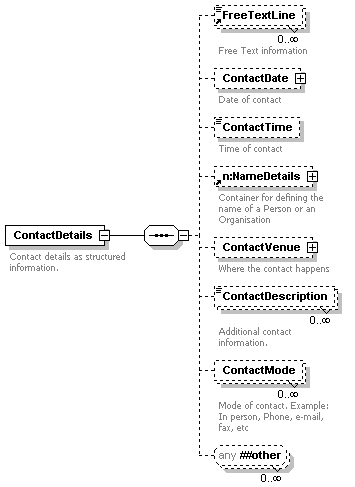 FreeTextLine
0..∞
Free Text information
ContactDate
Date of contact
ContactTime
Time of contact
n:NameDetails
Container for defining the
name of a Person or an
Organisation
ContactDetails
Contact details as structured
information.
ContactVenue
Where the contact happens
ContactDescription
0..∞
Additional contact
information.
ContactMode
0..∞
Mode of contact. Example:
In person, Phone, e-mail,
fax, etc
any ##other
0..∞